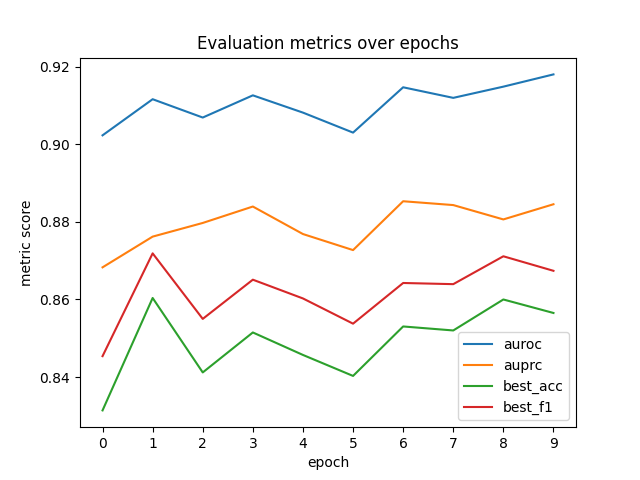 Evaluation metrics over epochs
metric score
0.92
0.90
0.88
0.86
0.84
auroc
auprc
best_acc
best_f1
0 1 2 3 4 5 6 7 8 9
epoch